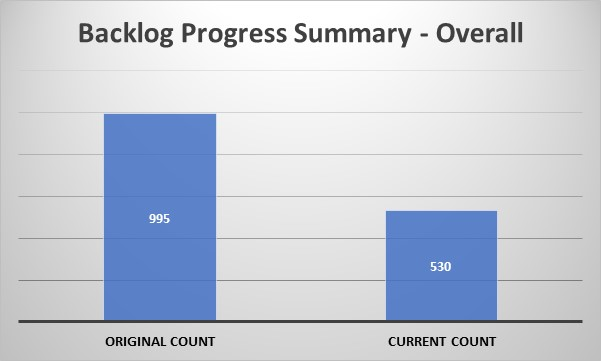 Backlog Progress Summary - Overall
995
530
ORIGINAL COUNT
CURRENT COUNT